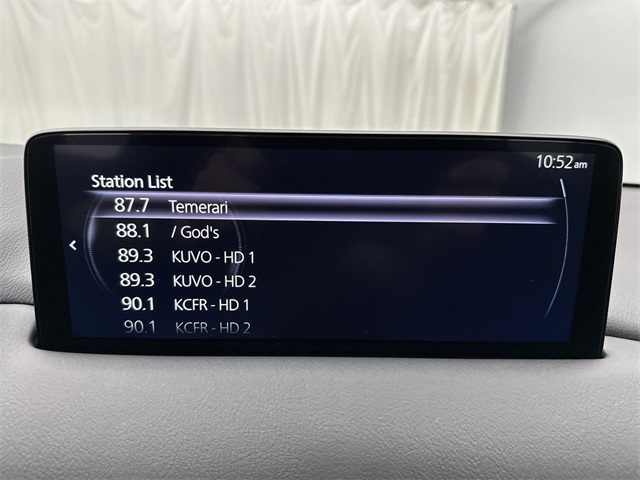 10:52am
Station List
87.7 Temerari
88.1 / God's
89.3 KUVO - HD 1
89.3 KUVO - HD 2
90.1 KCFR - HD 1
90.1 KCFR - HD 2